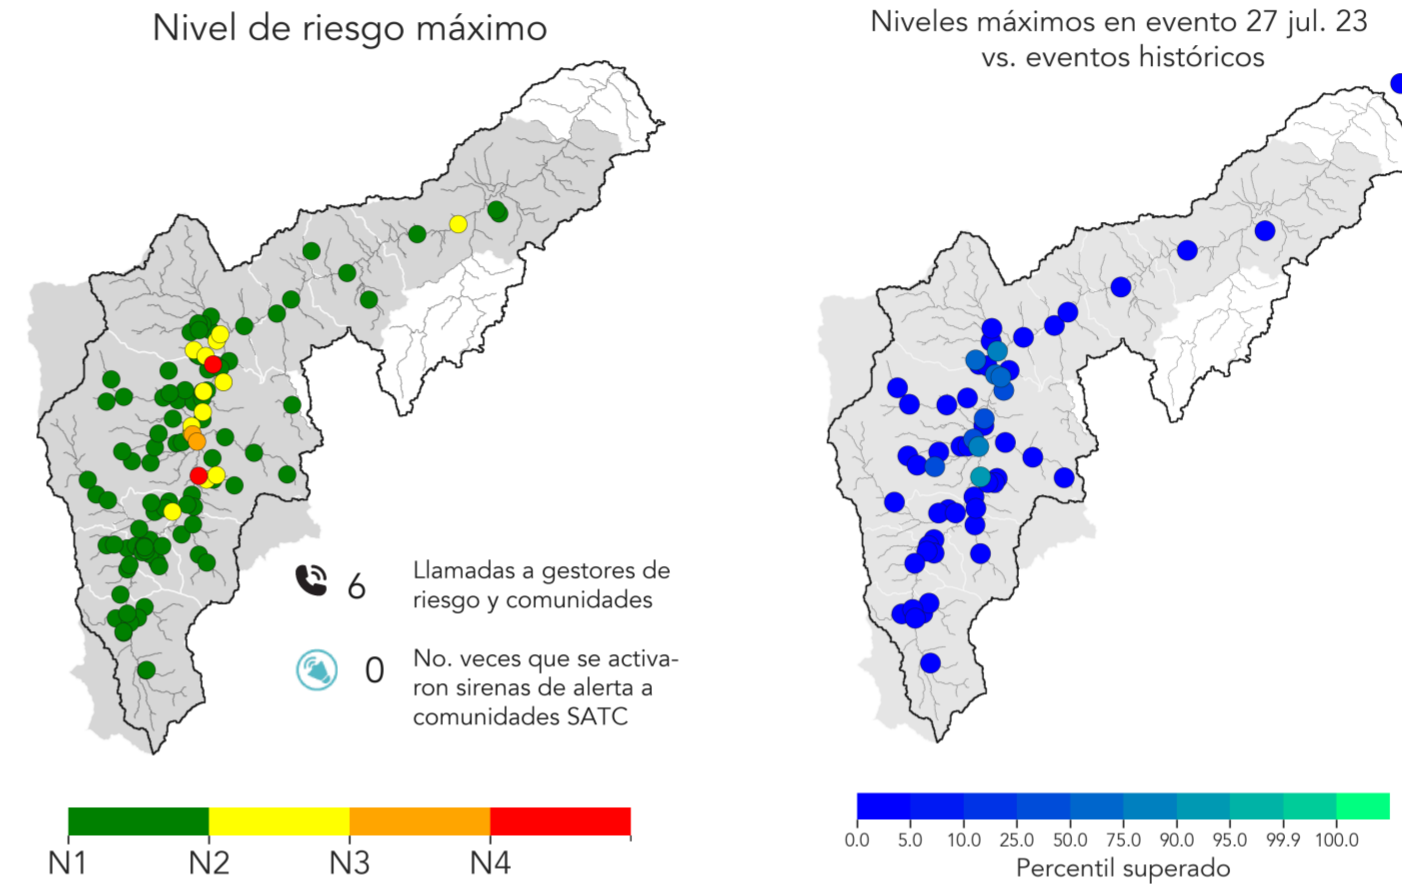 Nivel de riesgo máximo
6
Llamadas a gestores de
riesgo y comunidades
0
No. veces que se activa-
ron sirenas de alerta a
comunidades SATC
N1 N2 N3 N4
Niveles máximos en evento 27 jul. 23
vs. eventos históricos
0.0 5.0 10.0 25.0 50.0 75.0 90.0 95.0 99.9 100.0
Percentil superado